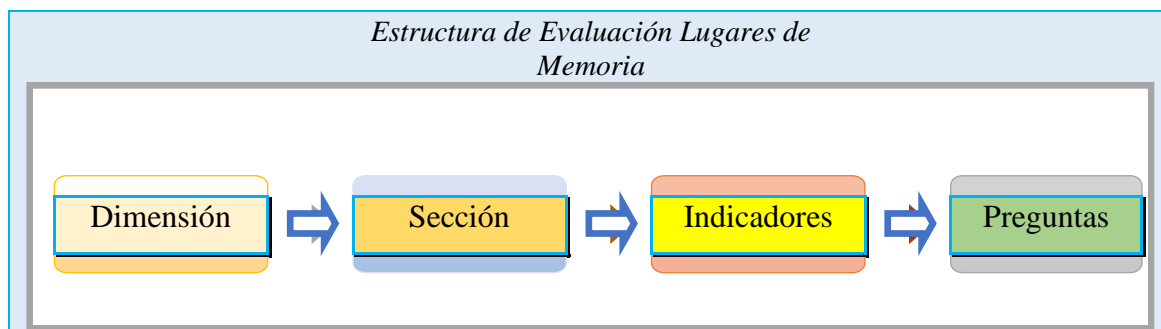 Estructura de Evaluación Lugares de
Memoria
Dimensión
Sección
Indicadores
Preguntas